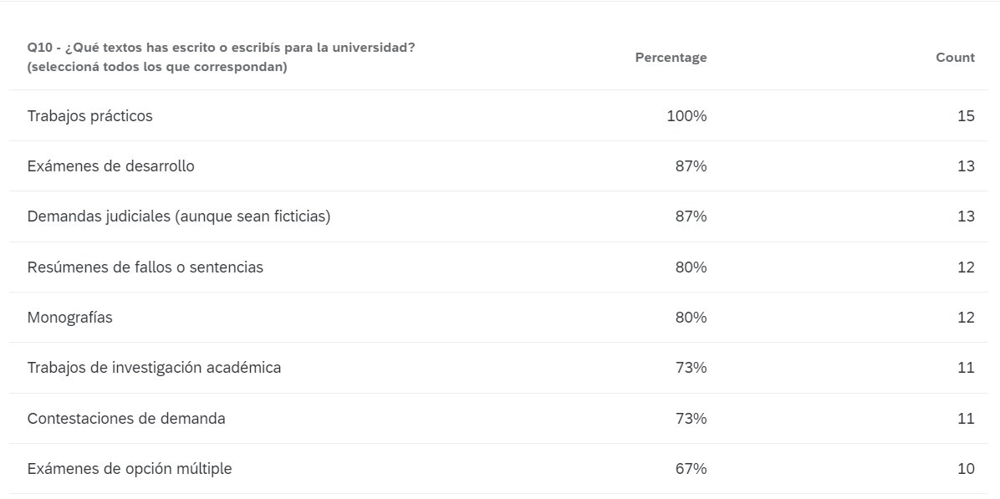 Q10 - ¿Qué textos has escrito o escribís para la universidad?
(seleccioná todos los que correspondan)
Percentage Count
Trabajos prácticos 100% 15
Exámenes de desarrollo 87% 13
Demandas judiciales (aunque sean ficticias) 87% 13
Resúmenes de fallos o sentencias 80% 12
Monografías 80% 12
Trabajos de investigación académica 73% 11
Contestaciones de demanda 73% 11
Exámenes de opción múltiple 67% 10